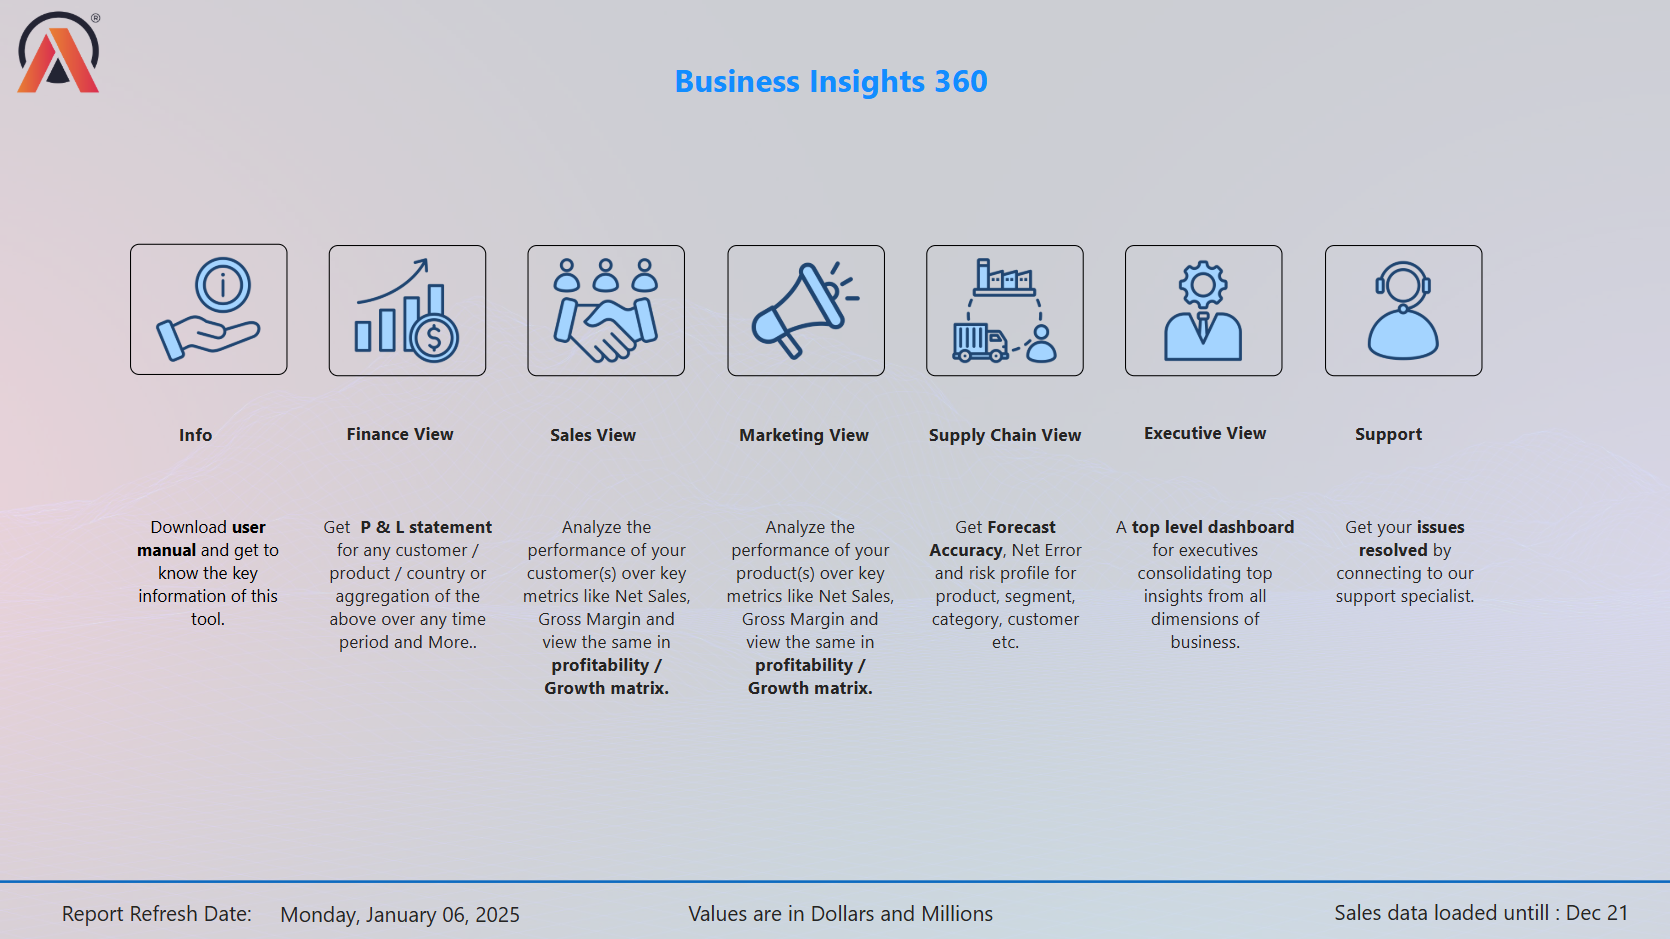 ®
Business Insights 360
Info
Finance View
Sales View
Marketing View
Supply Chain View
Executive View
Support
Download user
manual and get to
know the key
information of this
tool.
Get P & L statement
for any customer /
product / country or
aggregation of the
above over any time
period and More..
Analyze the
performance of your
customer(s) over key
metrics like Net Sales,
Gross Margin and
view the same in
profitability /
Growth matrix.
Analyze the
performance of your
product(s) over key
metrics like Net Sales,
Gross Margin and
view the same in
profitability /
Growth matrix.
Get Forecast
Accuracy, Net Error
and risk profile for
product, segment,
category, customer
etc.
A top level dashboard
for executives
consolidating top
insights from all
dimensions of
business.
Get your issues
resolved by
connecting to our
support specialist.
Report Refresh Date: Monday, January 06, 2025
Values are in Dollars and Millions
Sales data loaded untill : Dec 21